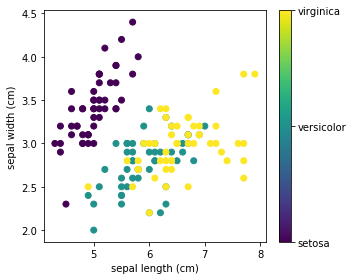 4.5
4.0
3.5
3.0
2.5
2.0
sepal width (cm)
5
6
7
8
sepal length (cm)
virginica
versicolor
setosa